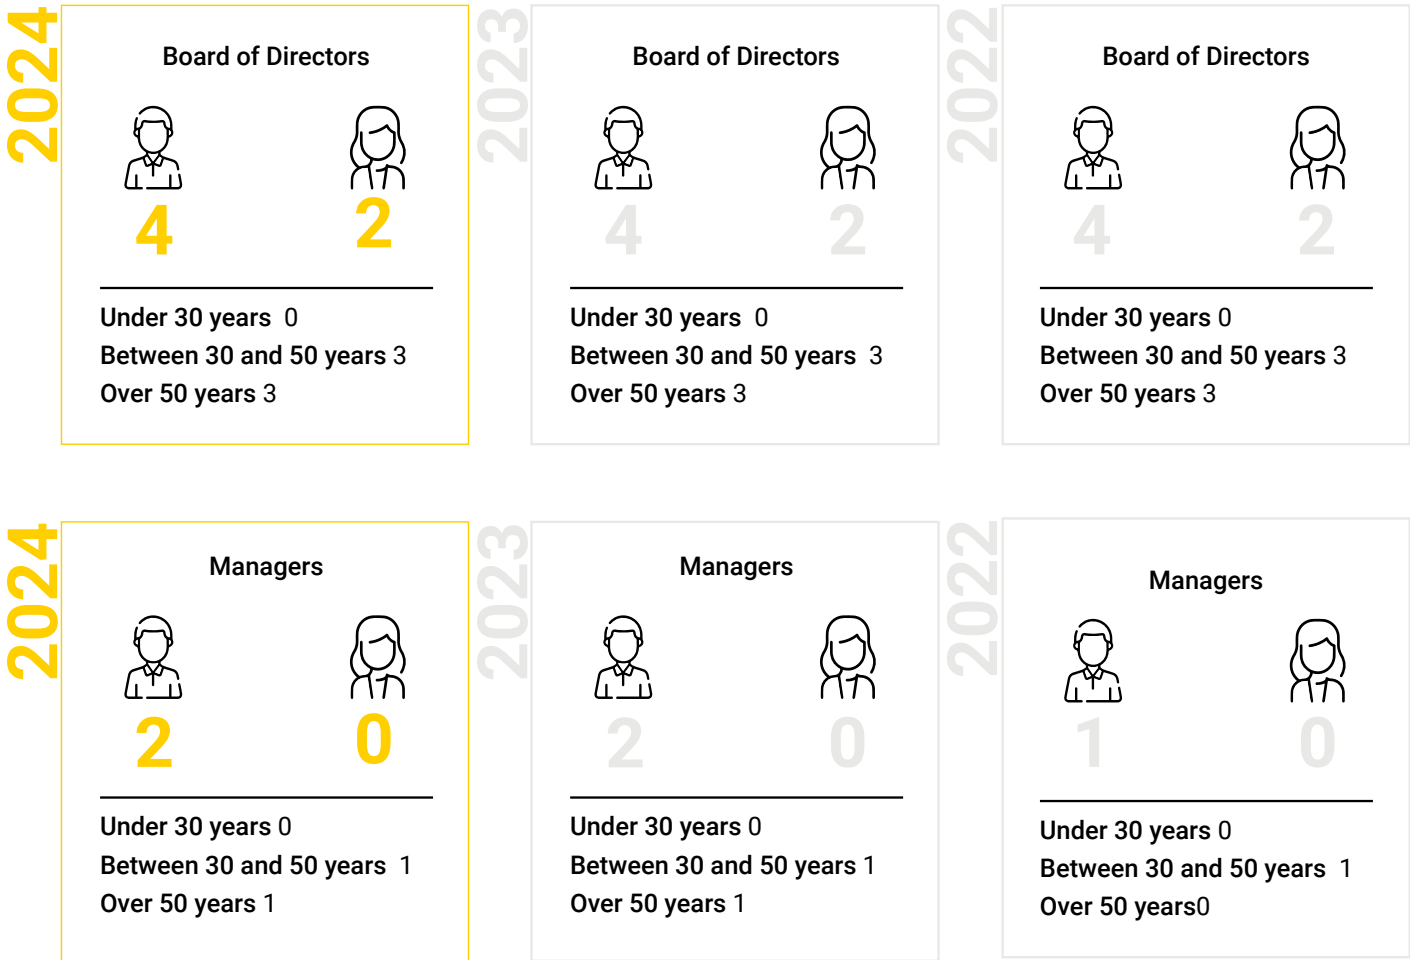 2024
Board of Directors
4 2
Under 30 years 0
Between 30 and 50 years 3
Over 50 years 3
2023
Board of Directors
4 2
Under 30 years 0
Between 30 and 50 years 3
Over 50 years 3
2022
Board of Directors
4 2
Under 30 years 0
Between 30 and 50 years 3
Over 50 years 3
2024
Managers
2 0
Under 30 years 0
Between 30 and 50 years 1
Over 50 years 1
2023
Managers
2 0
Under 30 years 0
Between 30 and 50 years 1
Over 50 years 1
2022
Managers
1 0
Under 30 years 0
Between 30 and 50 years 1
Over 50 years0